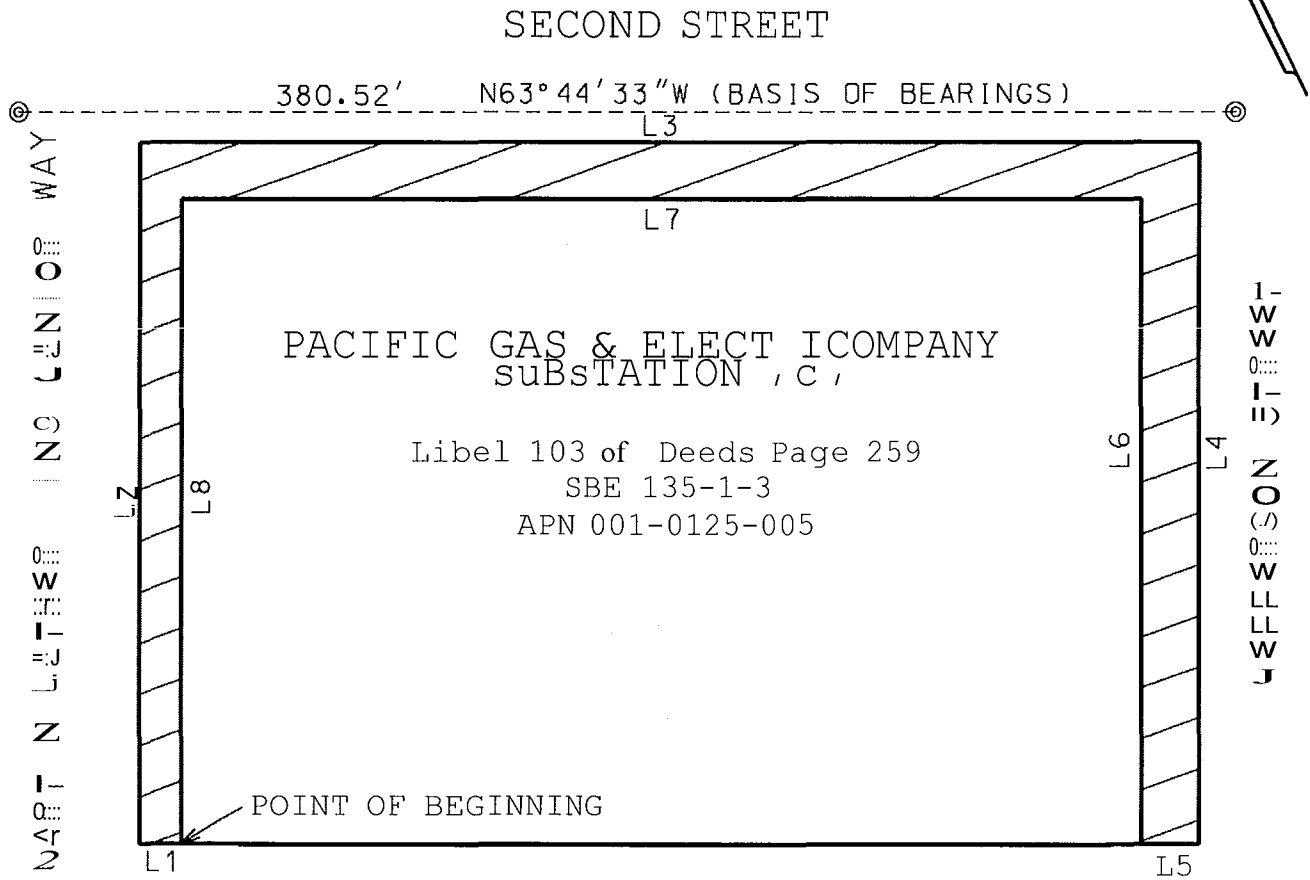 SECOND STREET
380.52' N63°44'33"W (BASIS OF BEARINGS)
L3
L7
PACIFIC GAS & ELECT ICOMPANY
suBsTATION 'C'
Libel 103 of Deeds Page 259
SBE 135-1-3
APN 001-0125-005
LZ
L8
L6
L4
WAY
POINT OF BEGINNING
L1
L5